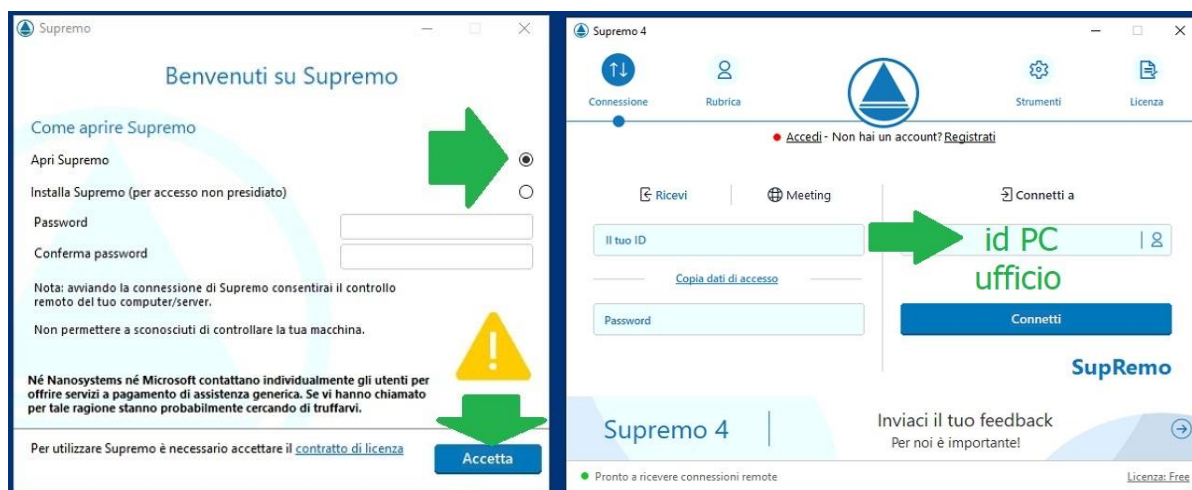 Supremo
Benvenuti su Supremo
Come aprire Supremo
Apri Supremo
Installa Supremo (per accesso non presidiato)
Password
Conferma password
Nota: avviando la connessione di Supremo consentirai il controllo
remoto del tuo computer/server.
Non permettere a sconosciuti di controllare la tua macchina.
Né Nanosystems né Microsoft contattano individualmente gli utenti per
offrire servizi a pagamento di assistenza generica. Se vi hanno chiamato
per tale ragione stanno probabilmente cercando di truffarvi.
Per utilizzare Supremo è necessario accettare il contratto di licenza
Accetta
Supremo 4
Connessione
Rubrica
Strumenti
Licenza
Accedi - Non hai un account? Registrati
Ricevi
Meeting
Connetti a
Il tuo ID
id PC
ufficio
Copia dati di accesso
Password
Connetti
SupRemo
Supremo 4
Inviaci il tuo feedback
Per noi è importante!
Pronto a ricevere connessioni remote
Licenza: Free